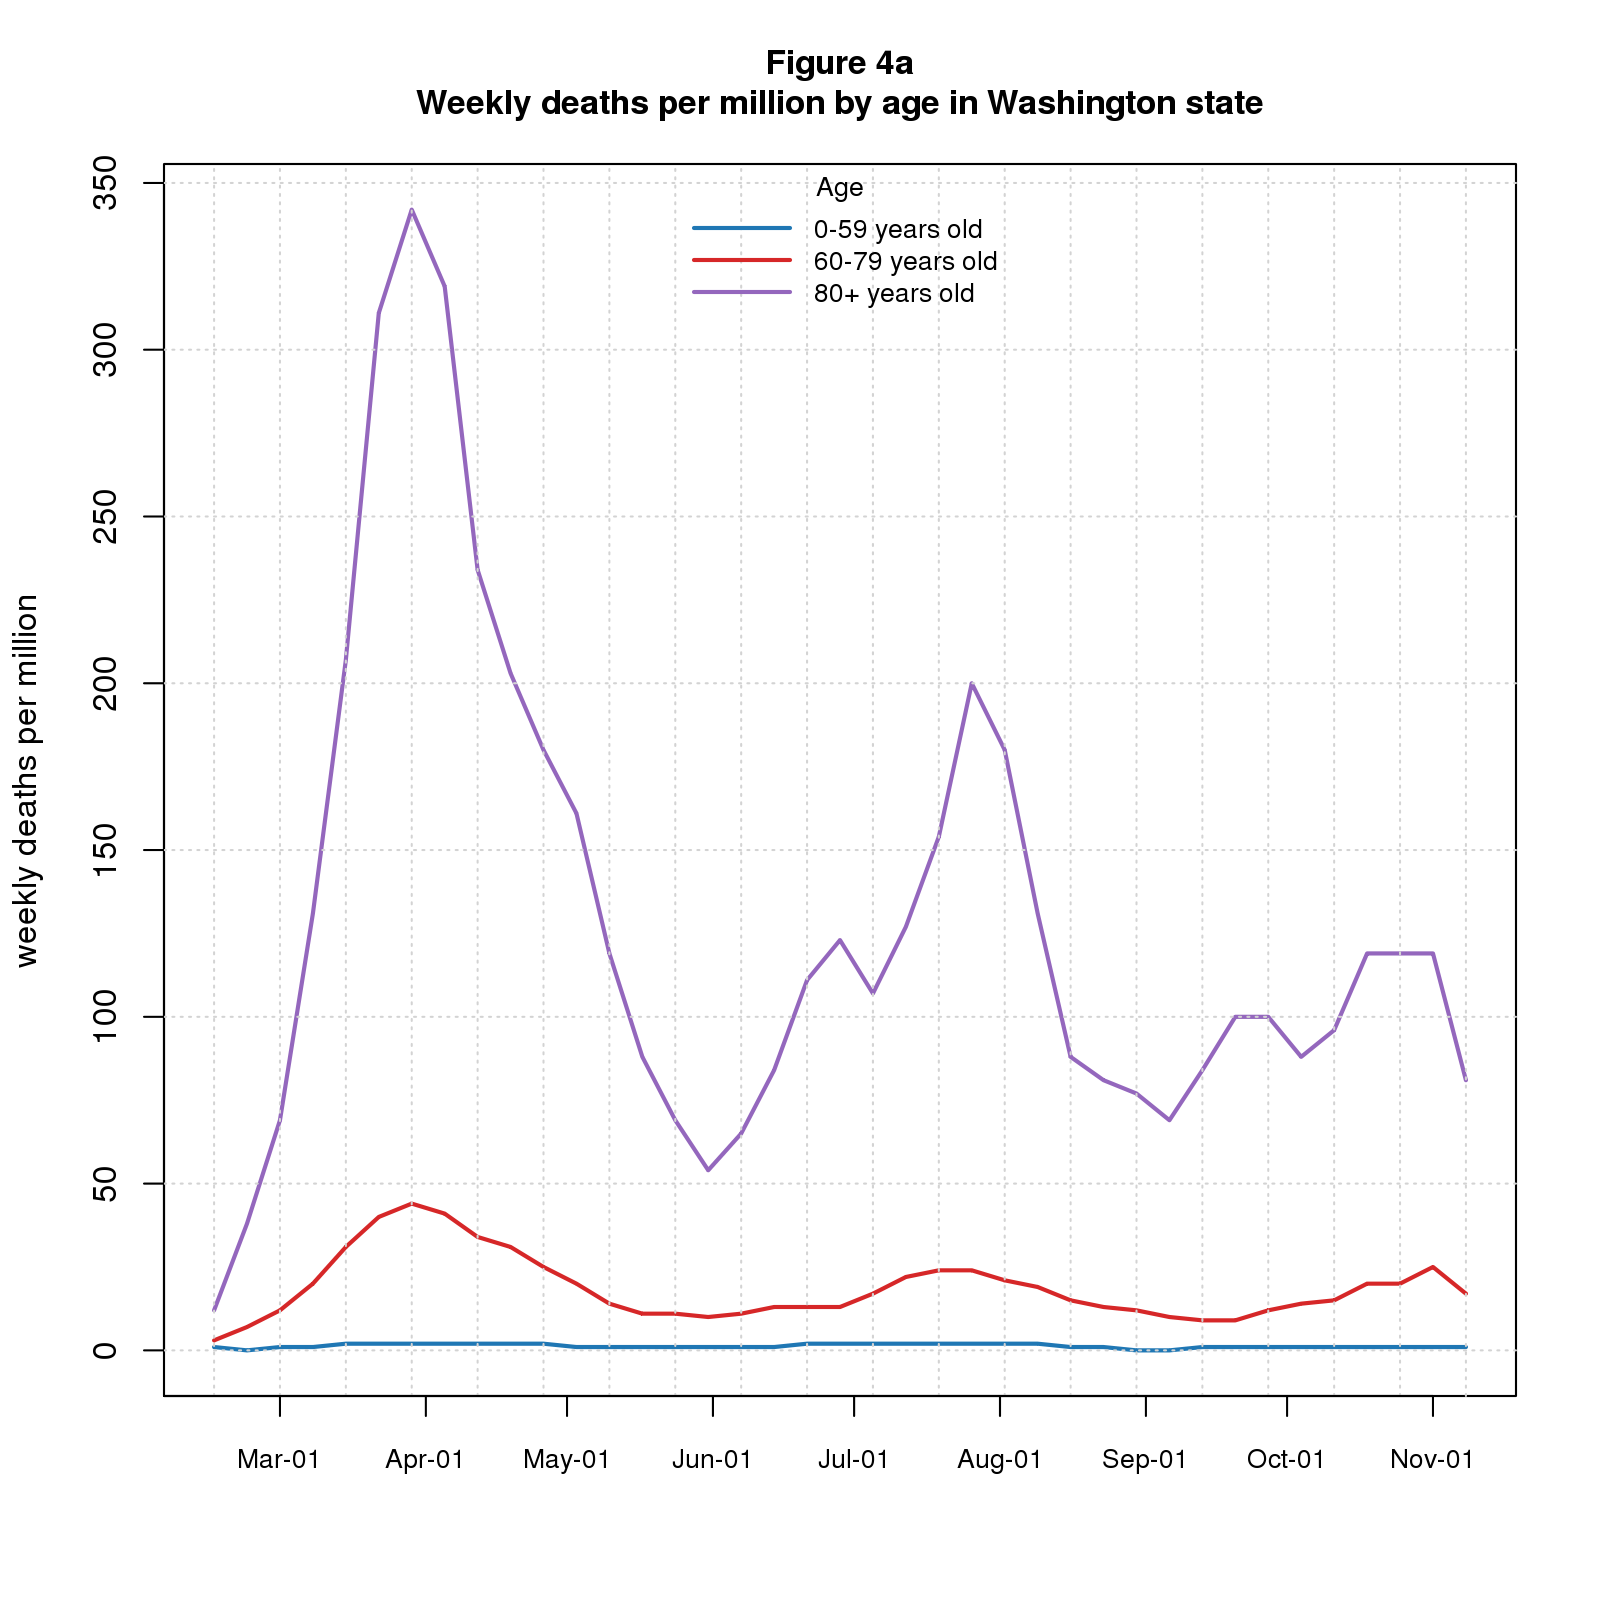 Figure 4a
Weekly deaths per million by age in Washington state
Age
0-59 years old
60-79 years old
80+ years old
weekly deaths per million
350
300
250
200
150
100
50
0
Mar-01 Apr-01 May-01 Jun-01 Jul-01 Aug-01 Sep-01 Oct-01 Nov-01